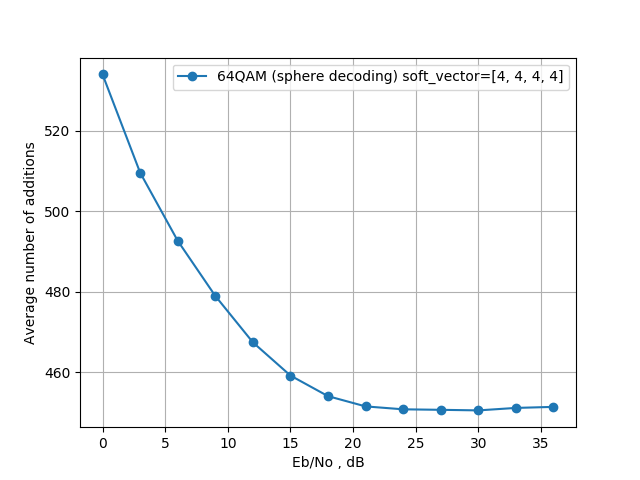 64QAM (sphere decoding) soft_vector=[4, 4, 4, 4]
520
500
480
460
Average number of additions
0 5 10 15 20 25 30 35
Eb/No , dB